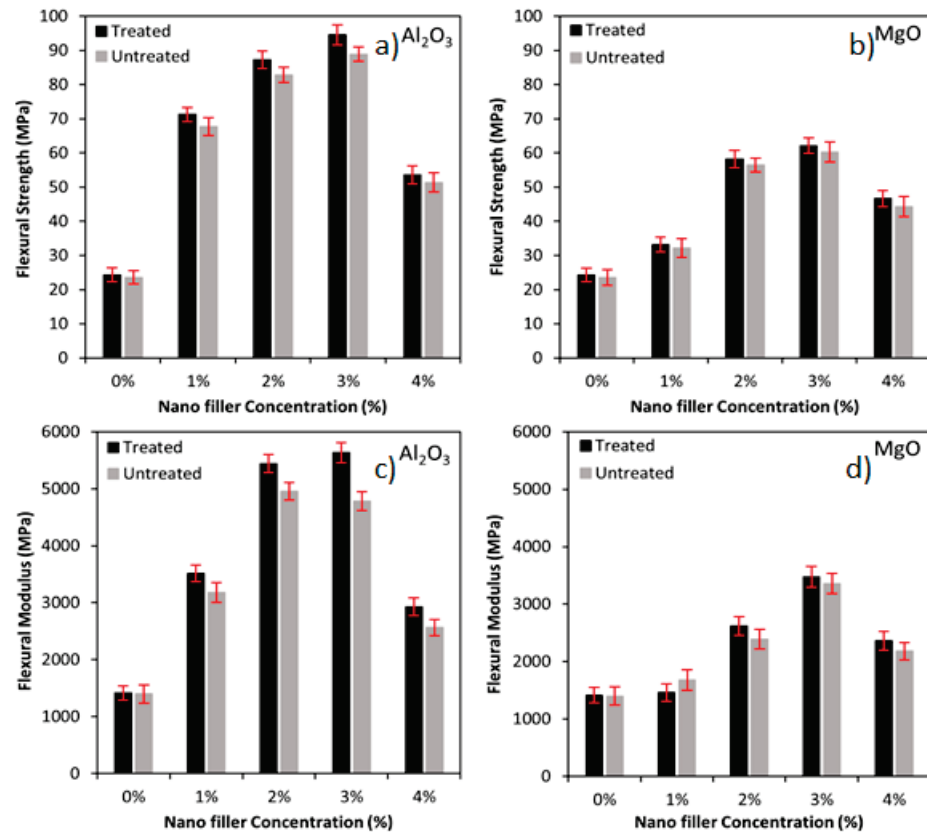 100
90
80
70
60
50
40
30
20
10
0
Flexural Strength (MPa)
Treated
Untreated
a) Al₂O₃
0% 1% 2% 3% 4%
Nano filler Concentration (%)
100
90
80
70
60
50
40
30
20
10
0
Flexural Strength (MPa)
Treated
Untreated
b) MgO
0% 1% 2% 3% 4%
Nano filler Concentration (%)
6000
5000
4000
3000
2000
1000
0
Flexural Modulus (MPa)
Treated
Untreated
c) Al₂O₃
0% 1% 2% 3% 4%
Nano filler Concentration (%)
6000
5000
4000
3000
2000
1000
0
Flexural Modulus (MPa)
Treated
Untreated
d) MgO
0% 1% 2% 3% 4%
Nano filler Concentration (%)